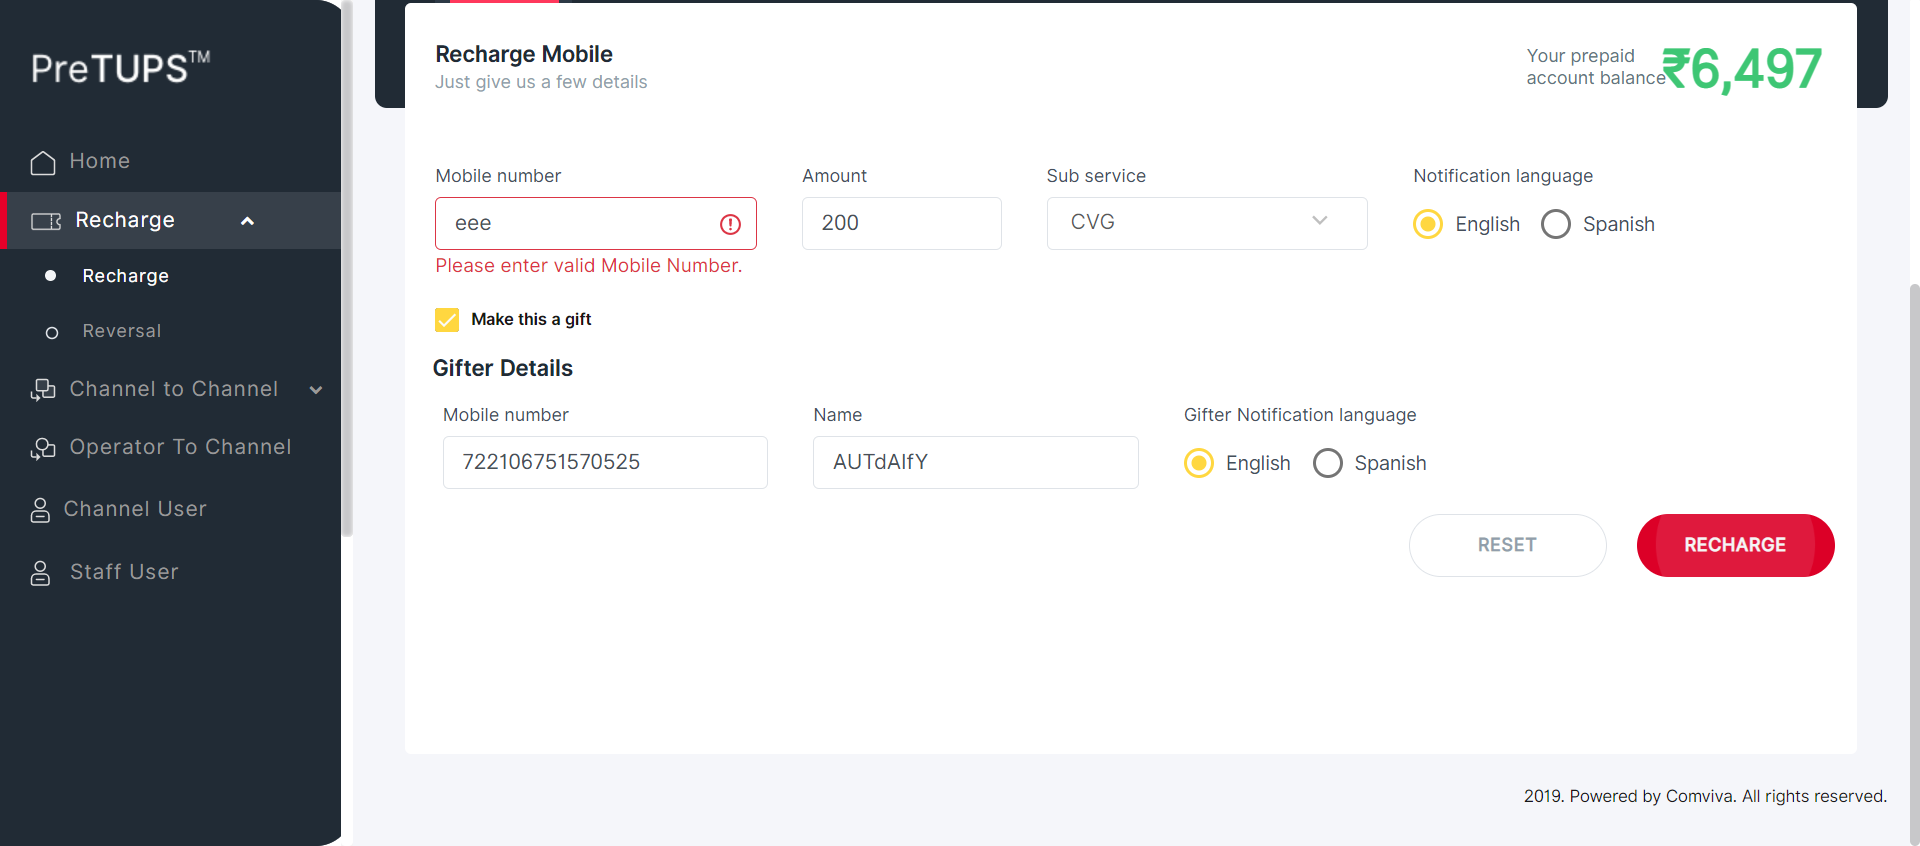 PreTUPS™
Home
Recharge
Recharge
Reversal
Channel to Channel
Operator To Channel
Channel User
Staff User
Recharge Mobile
Just give us a few details
Your prepaid
account balance
₹6,497
Mobile number
eee
Please enter valid Mobile Number.
Amount
200
Sub service
CVG
Notification language
English
Spanish
Make this a gift
Gifter Details
Mobile number
722106751570525
Name
AUTdAIfY
Gifter Notification language
English
Spanish
RESET
RECHARGE
2019. Powered by Comviva. All rights reserved.